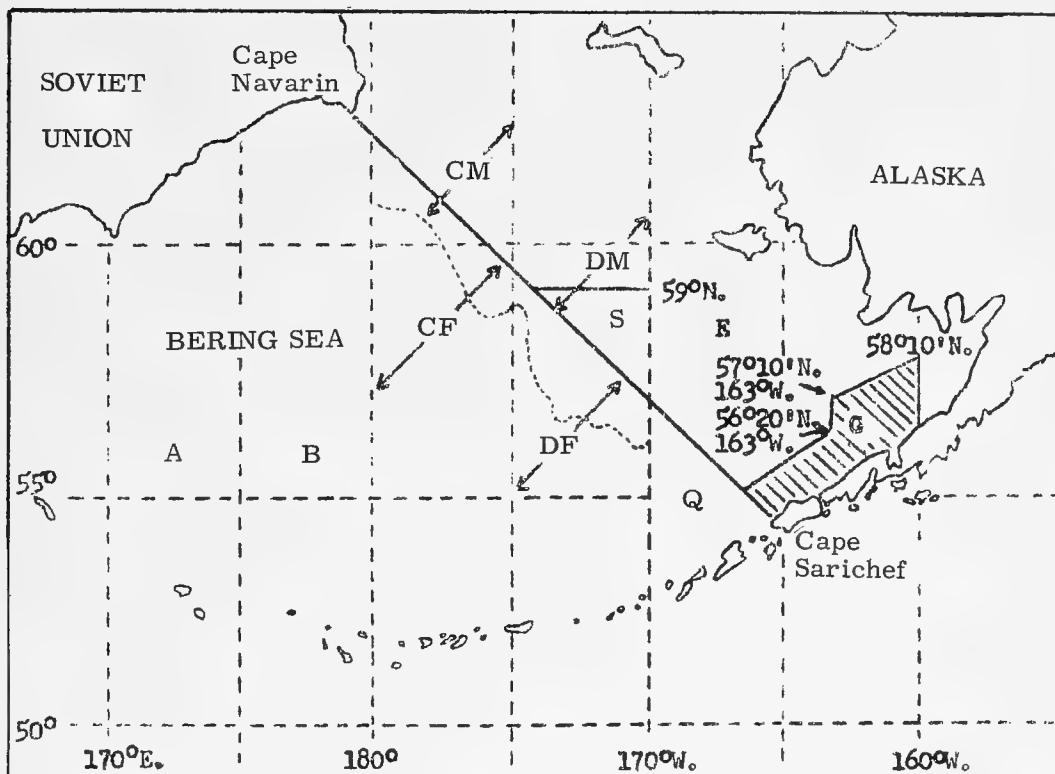 Cape
Navarin
SOVIET
UNION
CM
ALASKA
60°
DM
59°N.
S
E
BERING SEA
CF
58°10'N.
57°10'N.
163°W.
56°20'N.
163°W.
G
A
B
DF
55°
Q
Cape
Sarichef
50°
170°E.
180°
170°W.
160°W.